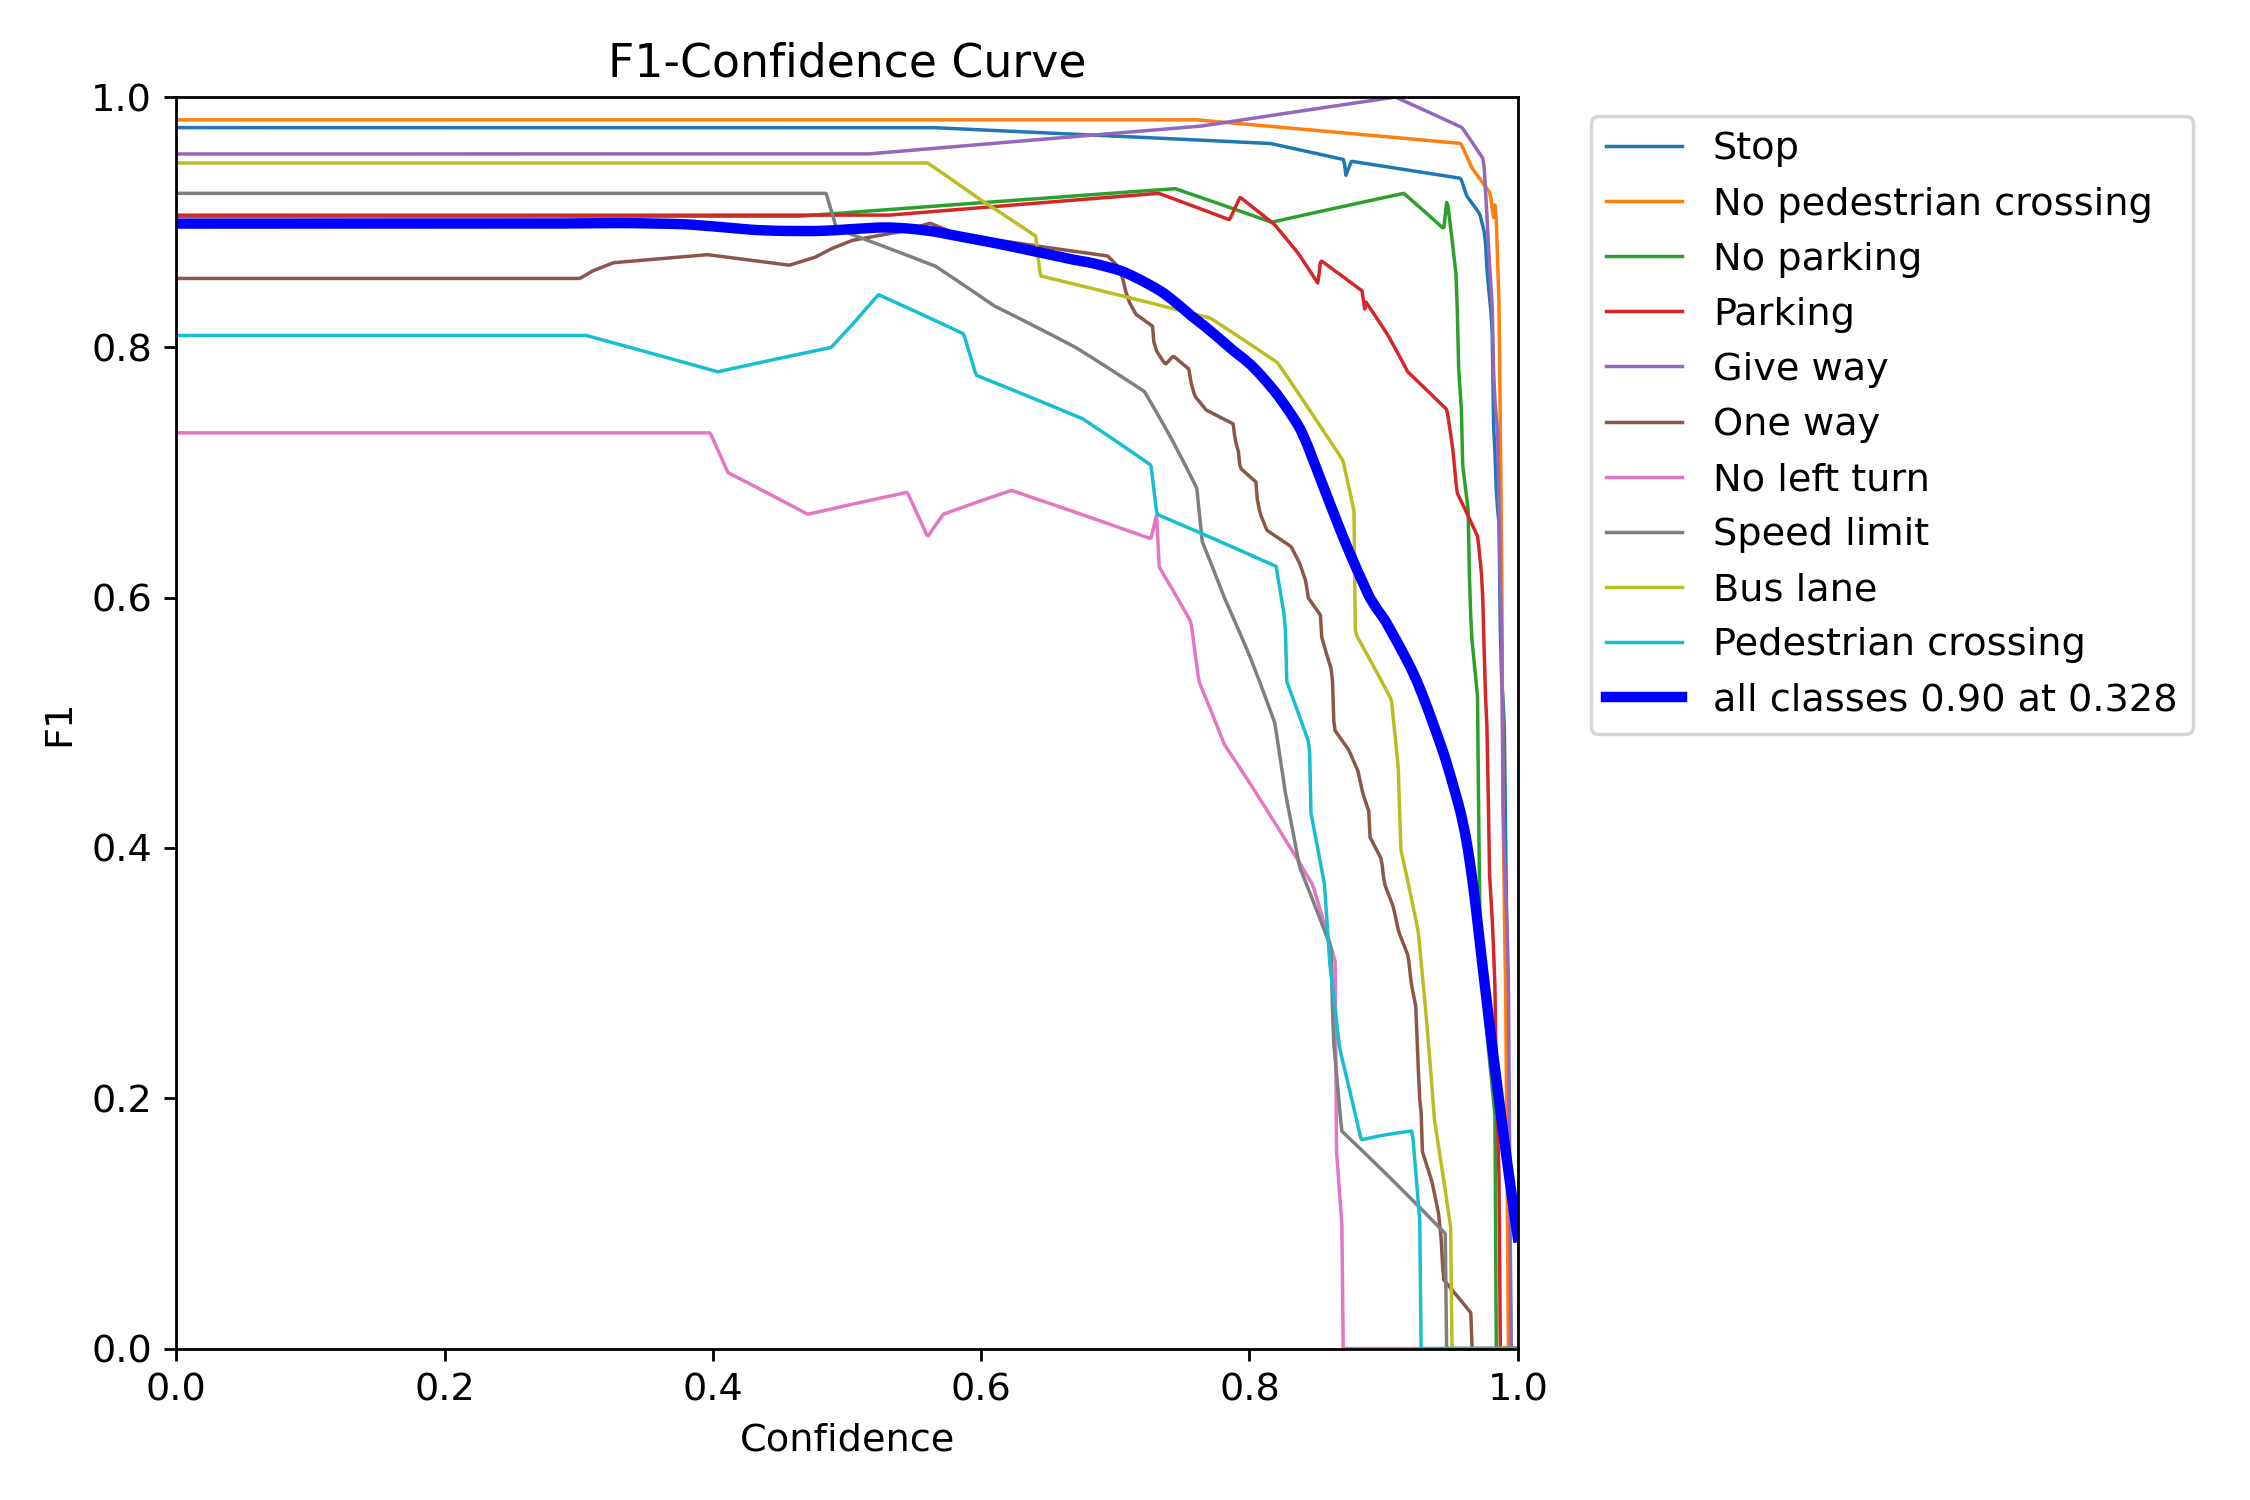 F1-Confidence Curve
1.0
0.8
0.6
0.4
0.2
0.0
F1
0.0 0.2 0.4 0.6 0.8 1.0
Confidence
Stop
No pedestrian crossing
No parking
Parking
Give way
One way
No left turn
Speed limit
Bus lane
Pedestrian crossing
all classes 0.90 at 0.328